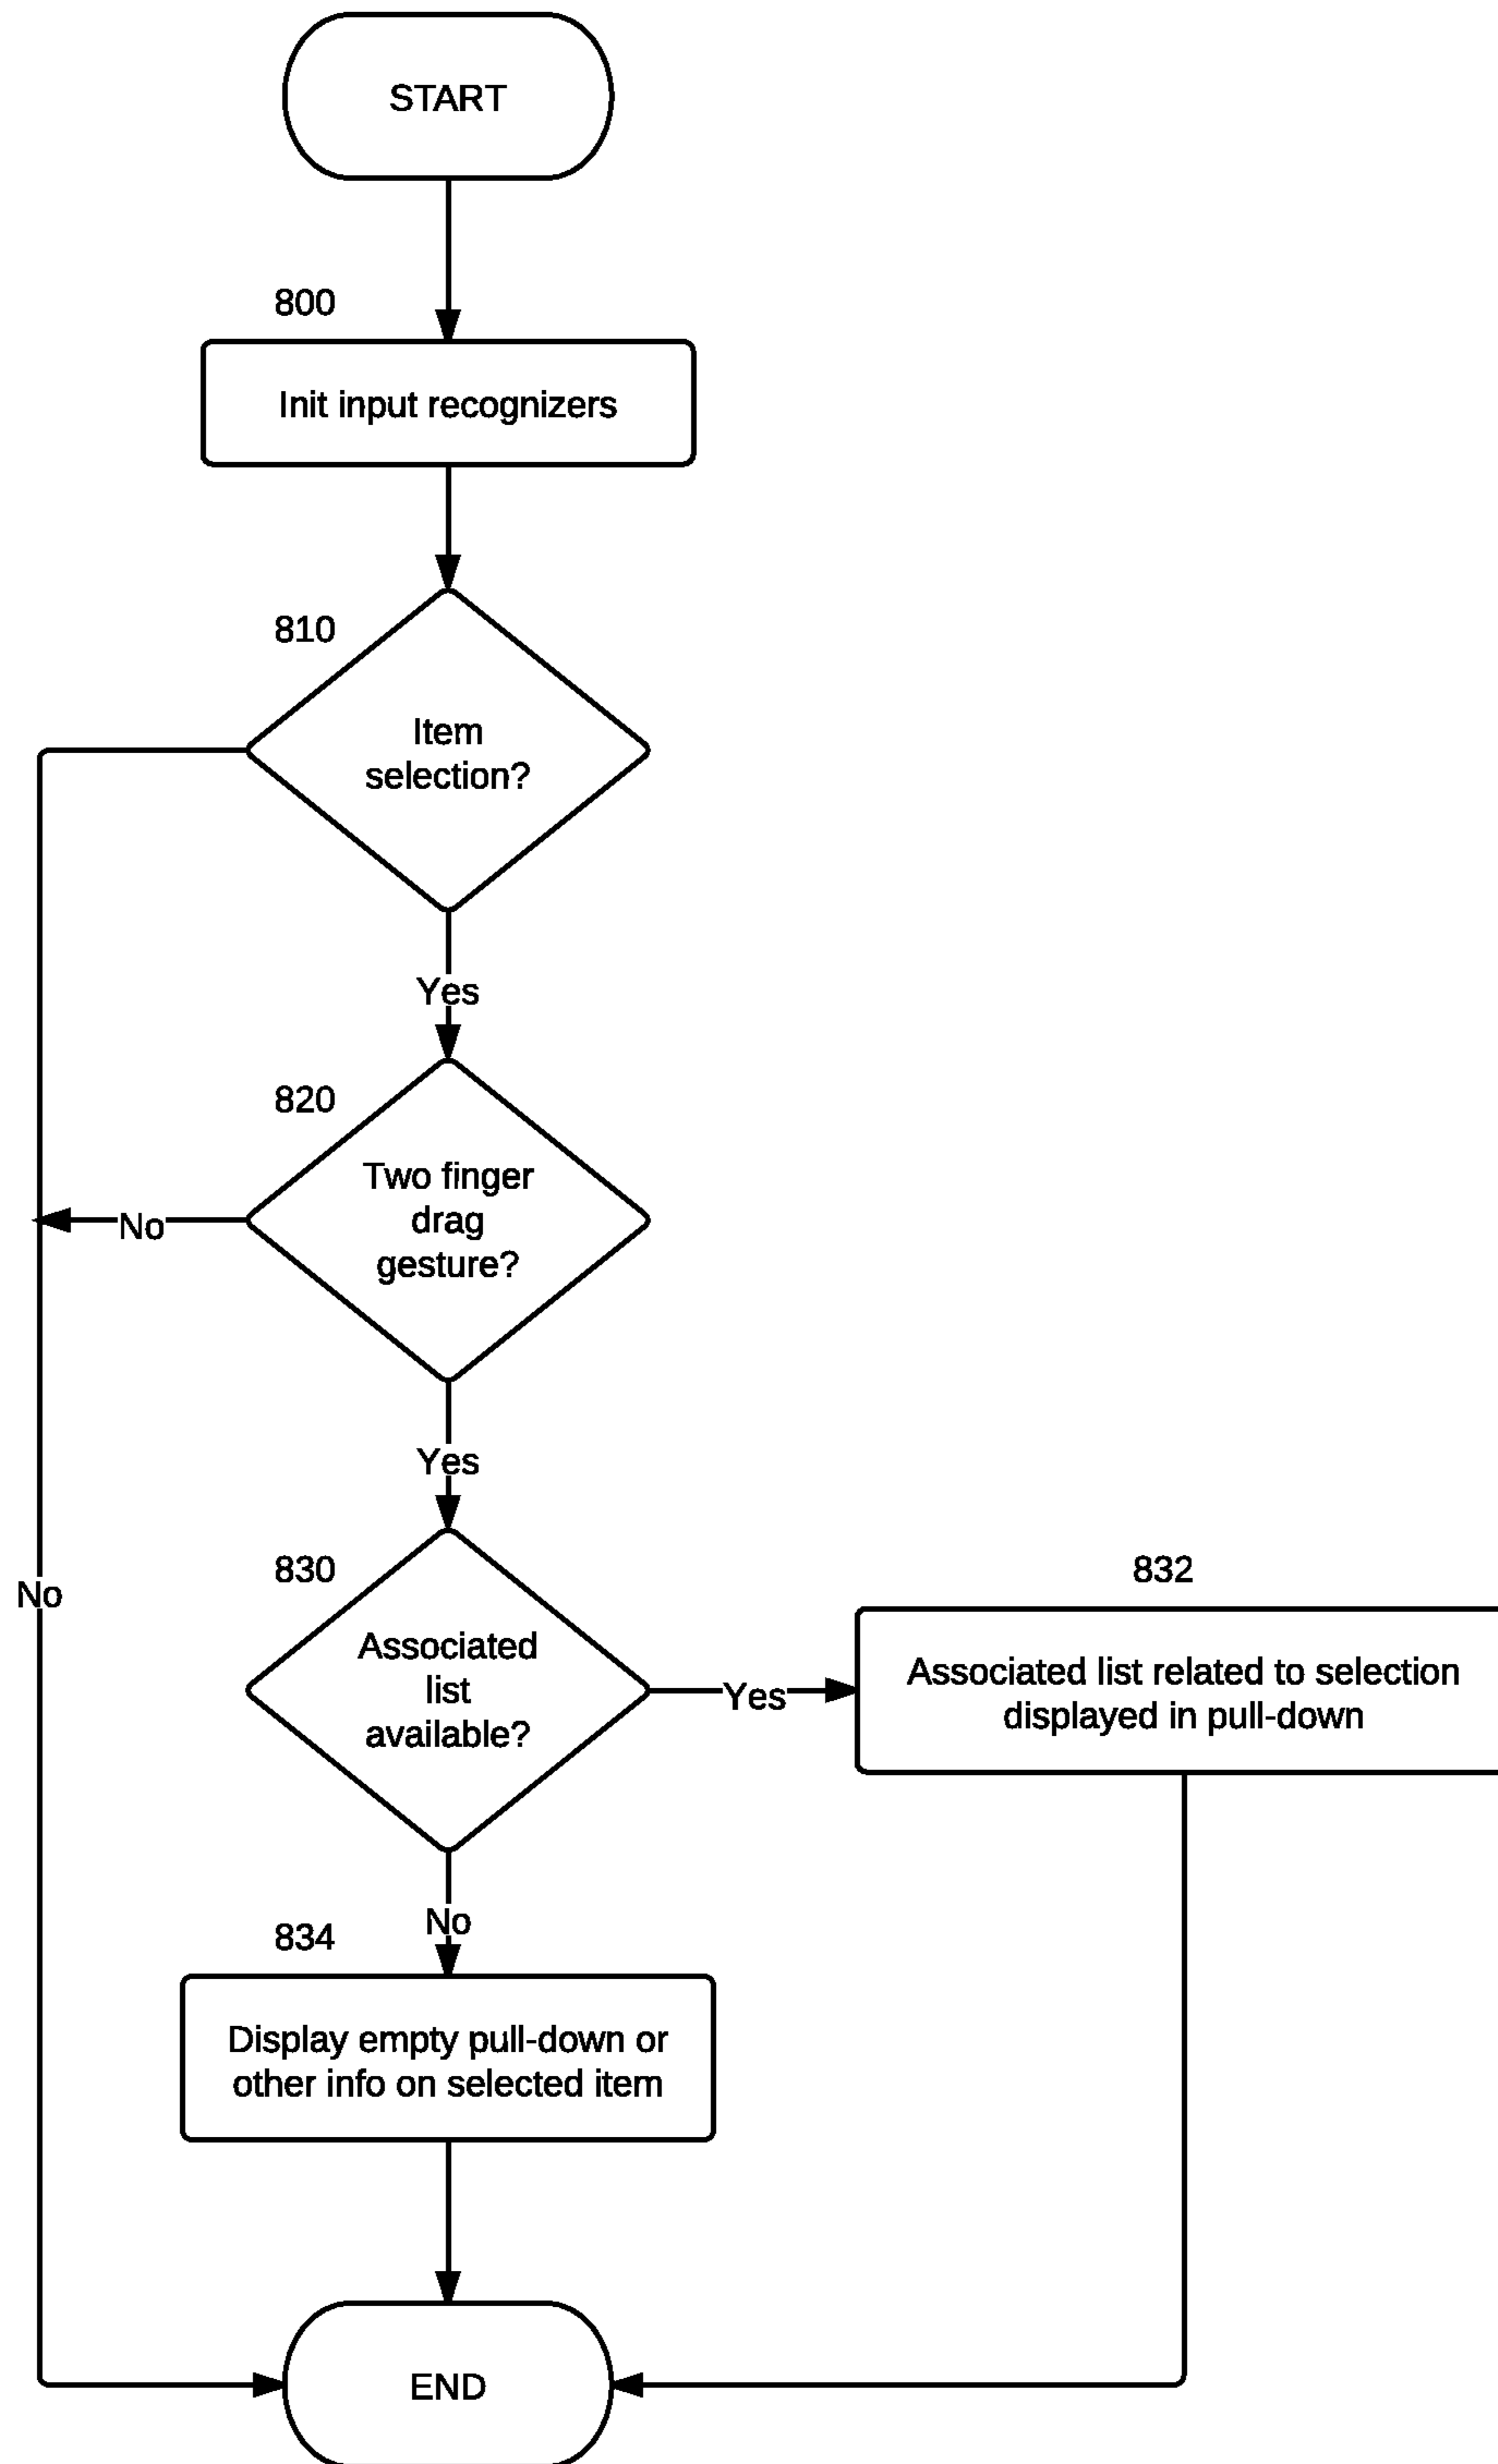 START
800
Init input recognizers
810
Item
selection?
Yes
820
Two finger
drag
gesture?
No
Yes
830
832
No
Associated
list
available?
Yes
Associated list related to selection
displayed in pull-down
No
834
Display empty pull-down or
other info on selected item
END